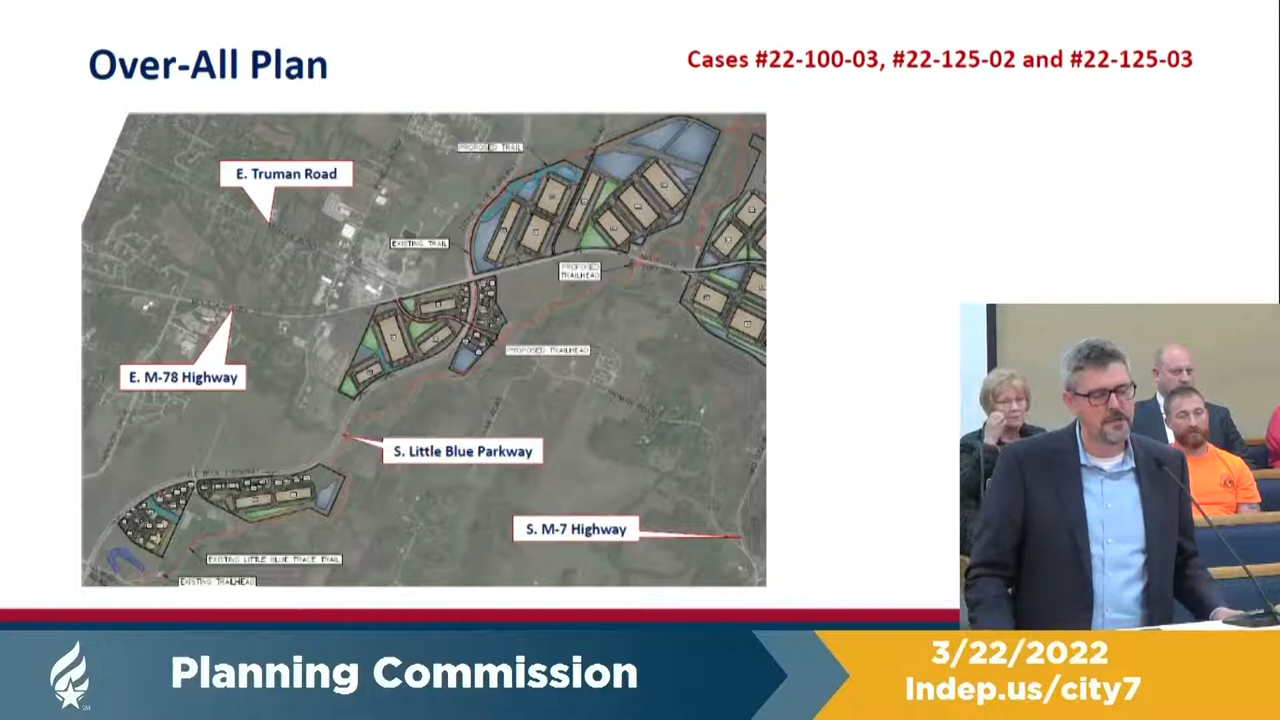 Over-All Plan
Cases #22-100-03, #22-125-02 and #22-125-03
PROPOSED TRAIL
E. Truman Road
EXISTING TRAIL
PROPOSED
TRAILHEAD
PROPOSED TRAILHEAD
E. M-78 Highway
S. Little Blue Parkway
S. M-7 Highway
EXISTING LITTLE BLUE TRACE TRAIL
EXISTING TRAILHEAD
Planning Commission
3/22/2022
Indep.us/city7